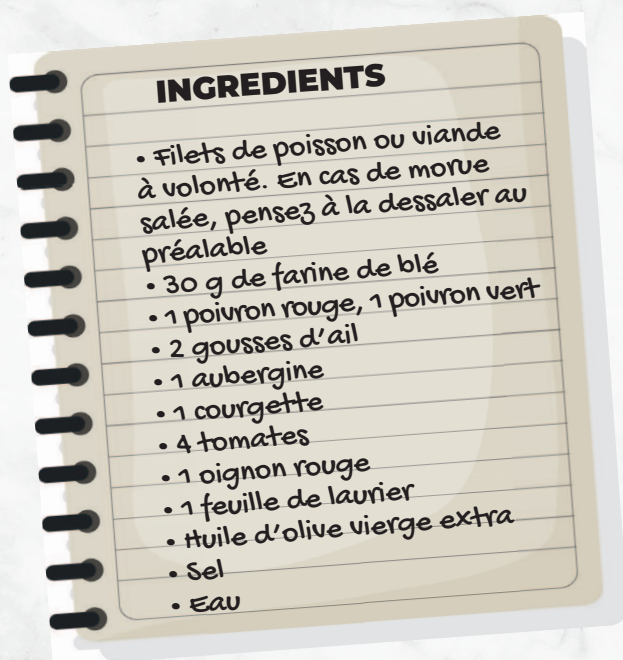 INGREDIENTS
• Filets de poisson ou viande
à volonté. En cas de morue
salée, pensez à la dessaler au
préalable
• 30 g de farine de blé
• 1 poivron rouge, 1 poivron vert
• 2 gousses d'ail
• 1 aubergine
• 1 courgette
• 4 tomates
• 1 oignon rouge
• 1 feuille de laurier
• Huile d'olive vierge extra
• Sel
• Eau